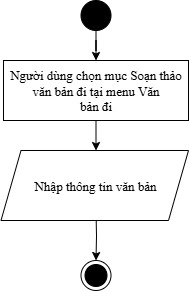 Người dùng chọn mục Soạn thảo
văn bản đi tại menu Văn
bản đi
Nhập thông tin văn bản